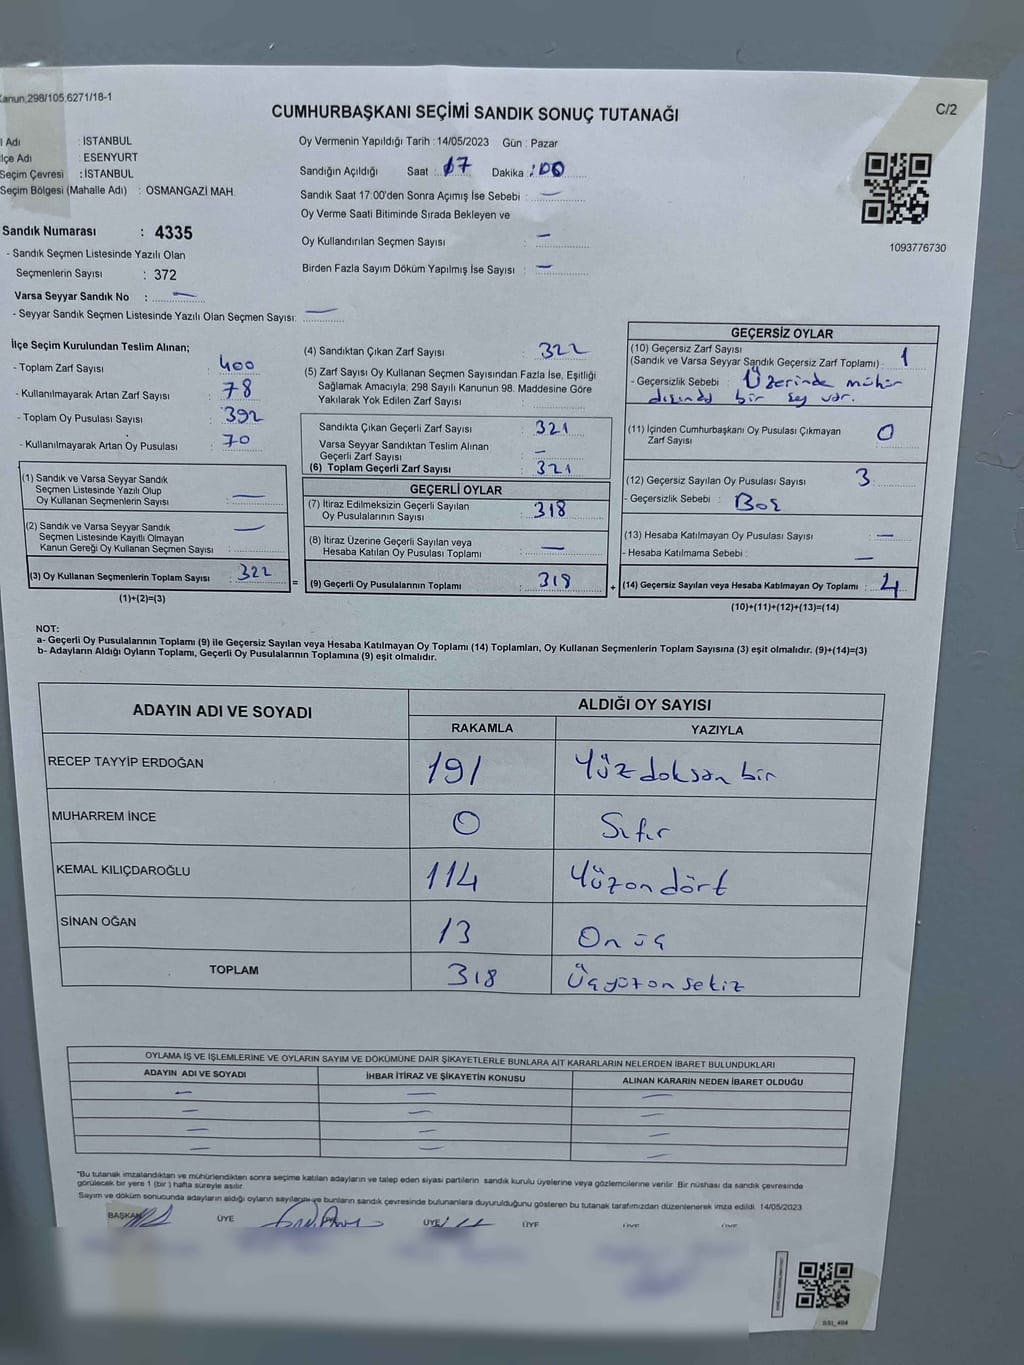 Kanun,298/105,6271/18-1
C/2
CUMHURBAŞKANI SEÇİMİ SANDIK SONUÇ TUTANAĞI
l Adı : İSTANBUL
lçe Adı : ESENYURT
Seçim Çevresi : İSTANBUL
Seçim Bölgesi (Mahalle Adı) : OSMANGAZİ MAH.
Oy Vermenin Yapıldığı Tarih :14/05/2023 Gün : Pazar
Sandığın Açıldığı Saat : 17 Dakika : 00
Sandık Saat 17:00'den Sonra Açımış İse Sebebi : —
Oy Verme Saati Bitiminde Sırada Bekleyen ve
Oy Kullandırılan Seçmen Sayısı : —
Birden Fazla Sayım Döküm Yapılmış İse Sayısı : —
1093776730
Sandık Numarası : 4335
- Sandık Seçmen Listesinde Yazılı Olan
Seçmenlerin Sayısı : 372
Varsa Seyyar Sandık No : —
- Seyyar Sandık Seçmen Listesinde Yazılı Olan Seçmen Sayısı: —
İlçe Seçim Kurulundan Teslim Alınan;
- Toplam Zarf Sayısı : 400
- Kullanılmayarak Artan Zarf Sayısı : 78
- Toplam Oy Pusulası Sayısı : 392
- Kullanılmayarak Artan Oy Pusulası : 70
(1) Sandık ve Varsa Seyyar Sandık
Seçmen Listesinde Yazılı Olup
Oy Kullanan Seçmenlerin Sayısı : —
(2) Sandık ve Varsa Seyyar Sandık
Seçmen Listesinde Kayıtlı Olmayan
Kanun Gereği Oy Kullanan Seçmen Sayısı : —
(3) Oy Kullanan Seçmenlerin Toplam Sayısı : 322
(1)+(2)=(3)
=
(4) Sandıktan Çıkan Zarf Sayısı : 322
(5) Zarf Sayısı Oy Kullanan Seçmen Sayısından Fazla İse, Eşitliği
Sağlamak Amacıyla; 298 Sayılı Kanunun 98. Maddesine Göre
Yakılarak Yok Edilen Zarf Sayısı :
Sandıkta Çıkan Geçerli Zarf Sayısı : 321
Varsa Seyyar Sandıktan Teslim Alınan
Geçerli Zarf Sayısı : —
(6) Toplam Geçerli Zarf Sayısı : 321
GEÇERLİ OYLAR
(7) İtiraz Edilmeksizin Geçerli Sayılan
Oy Pusulalarının Sayısı : 318
(8) İtiraz Üzerine Geçerli Sayılan veya
Hesaba Katılan Oy Pusulası Toplamı : —
(9) Geçerli Oy Pusulalarının Toplamı : 318
+
GEÇERSİZ OYLAR
(10) Geçersiz Zarf Sayısı
(Sandık ve Varsa Seyyar Sandık Geçersiz Zarf Toplamı) : 1
- Geçersizlik Sebebi : Üzerinde mühür
dışında bir şey var.
(11) İçinden Cumhurbaşkanı Oy Pusulası Çıkmayan
Zarf Sayısı : 0
(12) Geçersiz Sayılan Oy Pusulası Sayısı : 3
- Geçersizlik Sebebi : Boş
(13) Hesaba Katılmayan Oy Pusulası Sayısı : —
- Hesaba Katılmama Sebebi : —
(14) Geçersiz Sayılan veya Hesaba Katılmayan Oy Toplamı : 4
(10)+(11)+(12)+(13)=(14)
NOT:
a- Geçerli Oy Pusulalarının Toplamı (9) ile Geçersiz Sayılan veya Hesaba Katılmayan Oy Toplamı (14) Toplamları, Oy Kullanan Seçmenlerin Toplam Sayısına (3) eşit olmalıdır. (9)+(14)=(3)
b- Adayların Aldığı Oyların Toplamı, Geçerli Oy Pusulalarının Toplamına (9) eşit olmalıdır.
ADAYIN ADI VE SOYADI
ALDIĞI OY SAYISI
RAKAMLA YAZIYLA
RECEP TAYYİP ERDOĞAN 191 Yüz doksan bir
MUHARREM İNCE 0 Sıfır
KEMAL KILIÇDAROĞLU 114 Yüzon dört
SİNAN OĞAN 13 On üç
TOPLAM 318 Üçyüzon sekiz
OYLAMA İŞ VE İŞLEMLERİNE VE OYLARIN SAYIM VE DÖKÜMÜNE DAİR ŞİKAYETLERLE BUNLARA AİT KARARLARIN NELERDEN İBARET BULUNDUKLARI
ADAYIN ADI VE SOYADI İHBAR İTİRAZ VE ŞİKAYETİN KONUSU ALINAN KARARIN NEDEN İBARET OLDUĞU
— — —
— — —
— — —
— — —
*Bu tutanak imzalandıktan ve mühürlendikten sonra seçime katılan adayların ve talep eden siyasi partilerin sandık kurulu üyelerine veya gözlemcilerine verilir. Bir nüshası da sandık çevresinde
görülecek bir yere 1 (bir ) hafta süreyle asılır.
Sayım ve döküm sonucunda adayların aldığı oyların sayılarını ve bunların sandık çevresinde bulunanlara duyurulduğunu gösteren bu tutanak tarafımızdan düzenlenerek imza edildi. 14/05/2023
BAŞKAN ÜYE ÜYE ÜYE ÜYE ÜYE